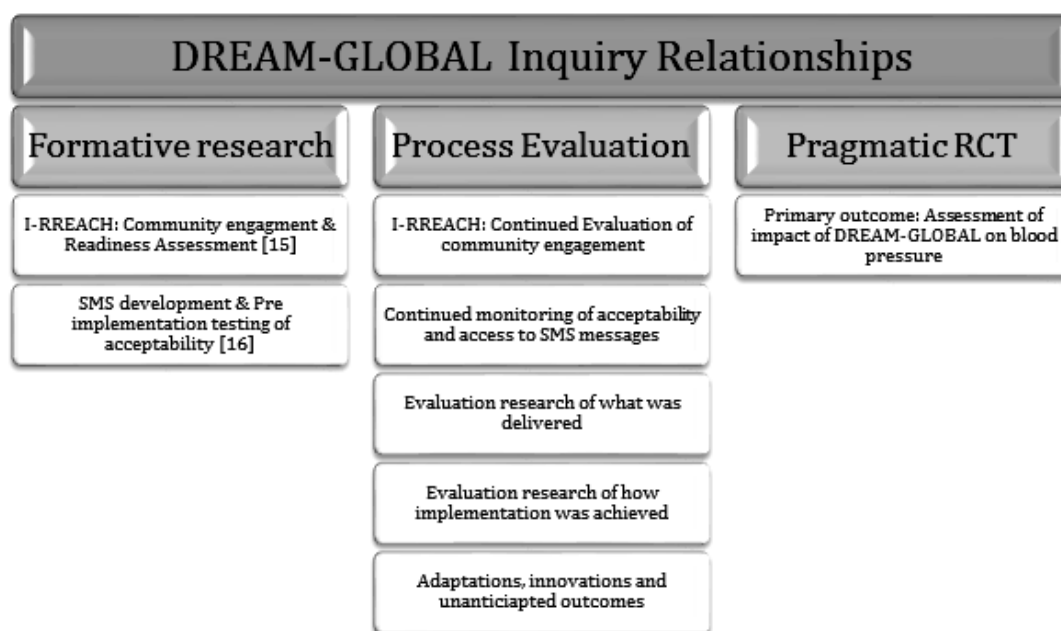 DREAM-GLOBAL Inquiry Relationships
Formative research
I-RREACH: Community engagment &
Readiness Assessment [15]
SMS development & Pre
implementation testing of
acceptability [16]
Process Evaluation
I-RREACH: Continued Evaluation of
community engagement
Continued monitoring of acceptability
and access to SMS messages
Evaluation research of what was
delivered
Evaluation research of how
implementation was achieved
Adaptations, innovations and
unanticiapted outcomes
Pragmatic RCT
Primary outcome: Assessment of
impact of DREAM-GLOBAL on blood
pressure